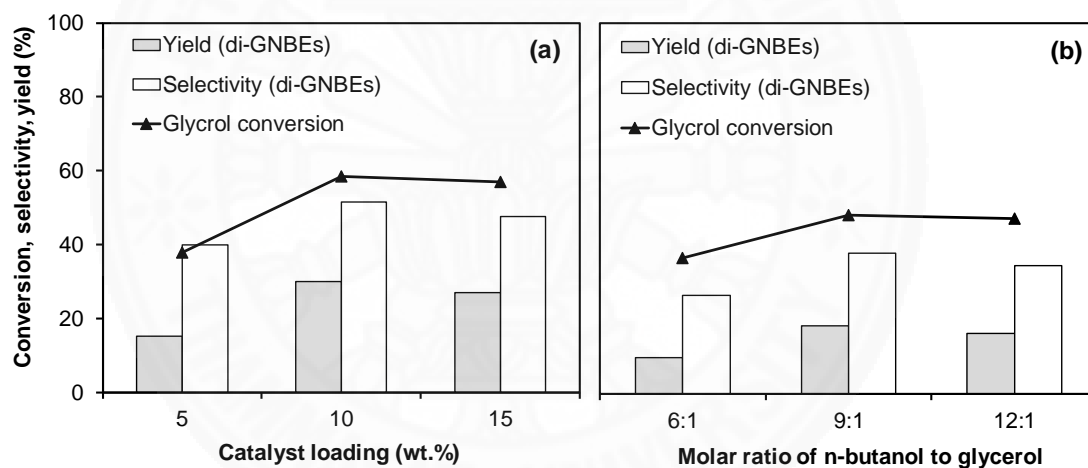 Conversion, selectivity, yield (%)
100
80
60
40
20
0
Yield (di-GNBEs)
Selectivity (di-GNBEs)
Glycrol conversion
(a)
5
10
15
Catalyst loading (wt.%)
Yield (di-GNBEs)
Selectivity (di-GNBEs)
Glycrol conversion
(b)
6:1
9:1
12:1
Molar ratio of n-butanol to glycerol